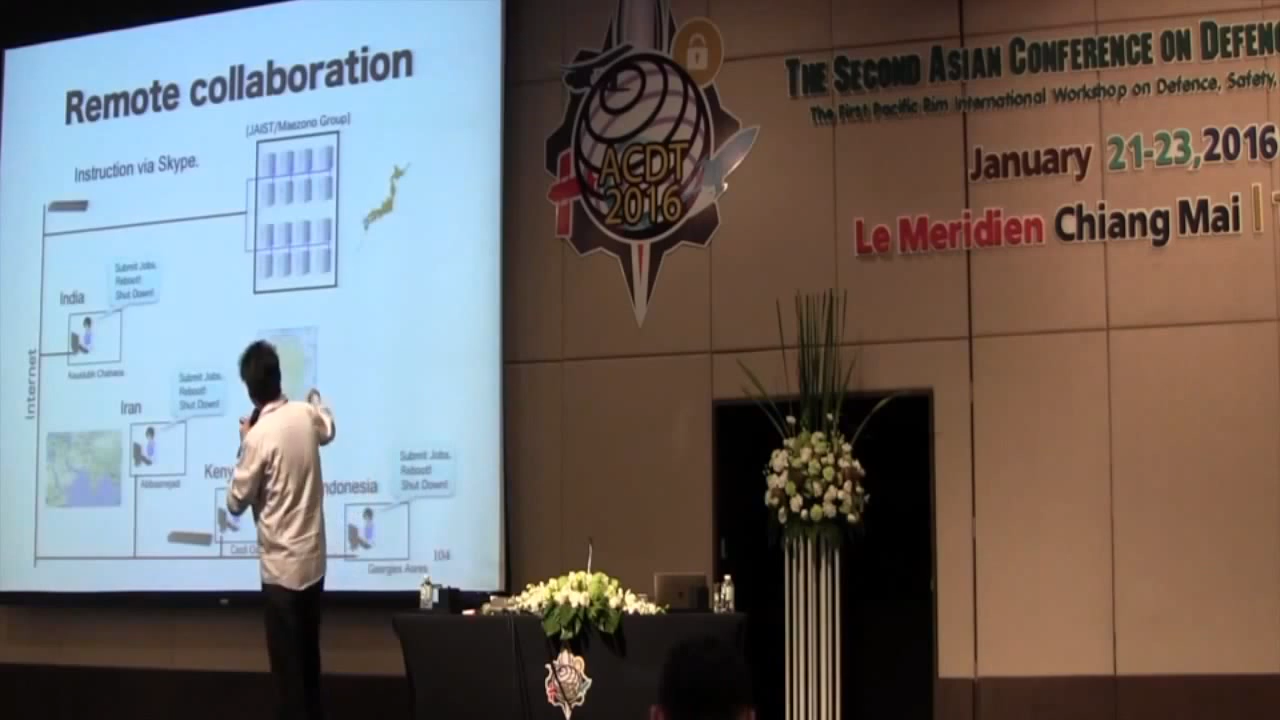 Remote collaboration
[JAIST/Maezono Group]
Instruction via Skype.
Submit Jobs.
Reboot!
Shut Down!
India
Internet
Submit Jobs.
Reboot!
Shut Down!
Iran
Submit Jobs.
Reboot!
Shut Down!
Keny
ndonesia
104
ACDT
2016
THE SECOND ASIAN CONFERENCE ON DEFENC
The First Pacific Rim International Workshop on Defence, Safety,
January 21-23,2016
Le Meridien Chiang Mai |